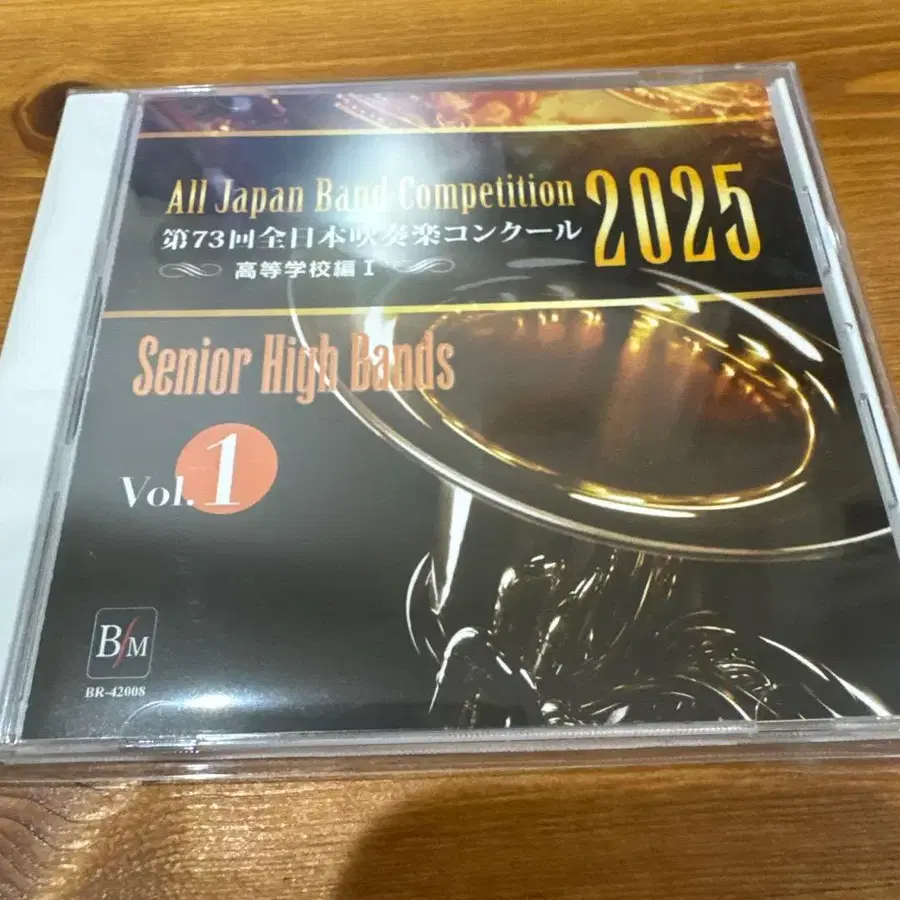 All Japan Band Competition 2025
第73回全日本吹奏楽コンクール
高等学校編 I
Senior High Bands
Vol. 1
B/M
BR-42008